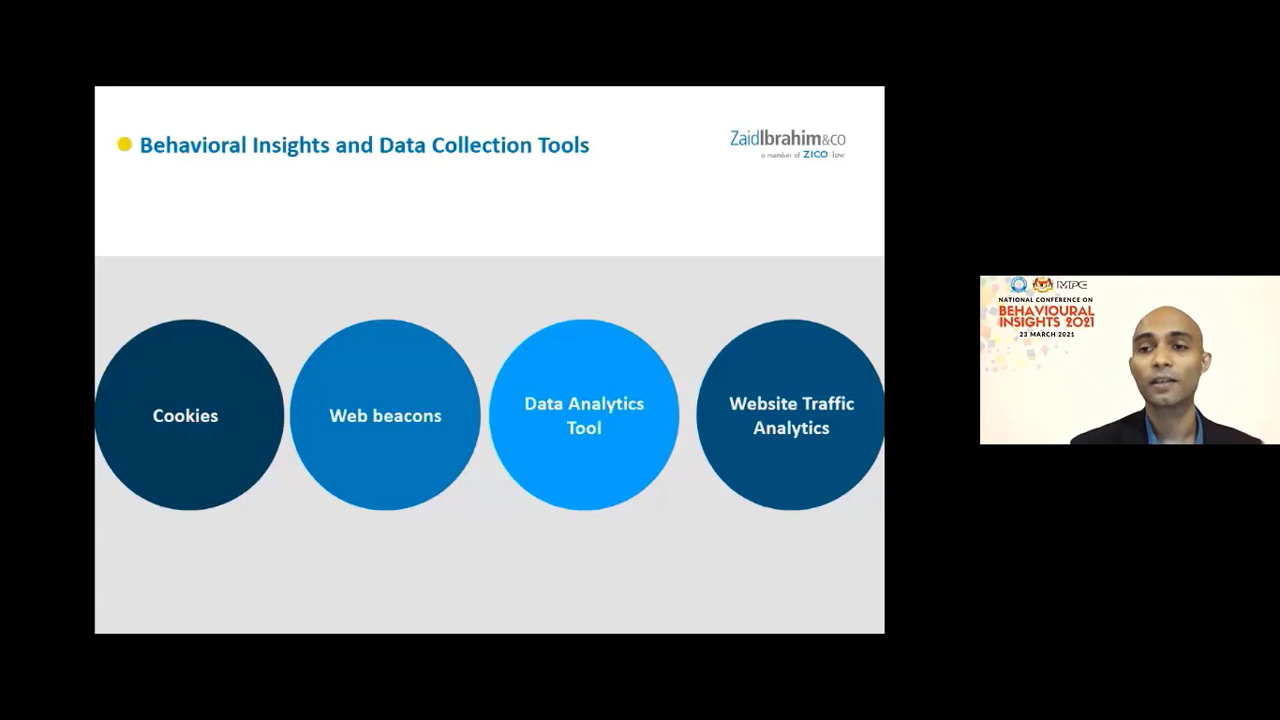 Behavioral Insights and Data Collection Tools
ZaidIbrahim&co
a member of ZICO law
Cookies
Web beacons
Data Analytics
Tool
Website Traffic
Analytics
MPC
NATIONAL CONFERENCE ON
BEHAVIOURAL
INSIGHTS 2021
23 MARCH 2021